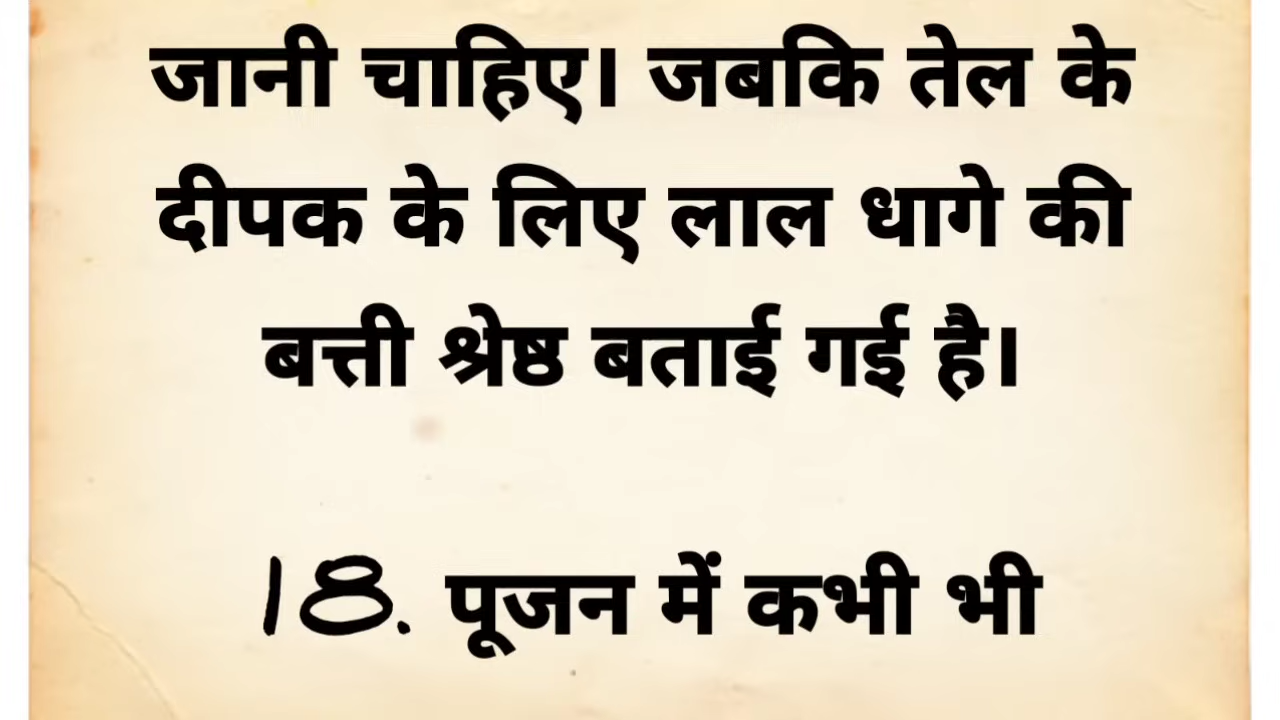 जानी चाहिए। जबकि तेल के
दीपक के लिए लाल धागे की
बत्ती श्रेष्ठ बताई गई है।
18. पूजन में कभी भी